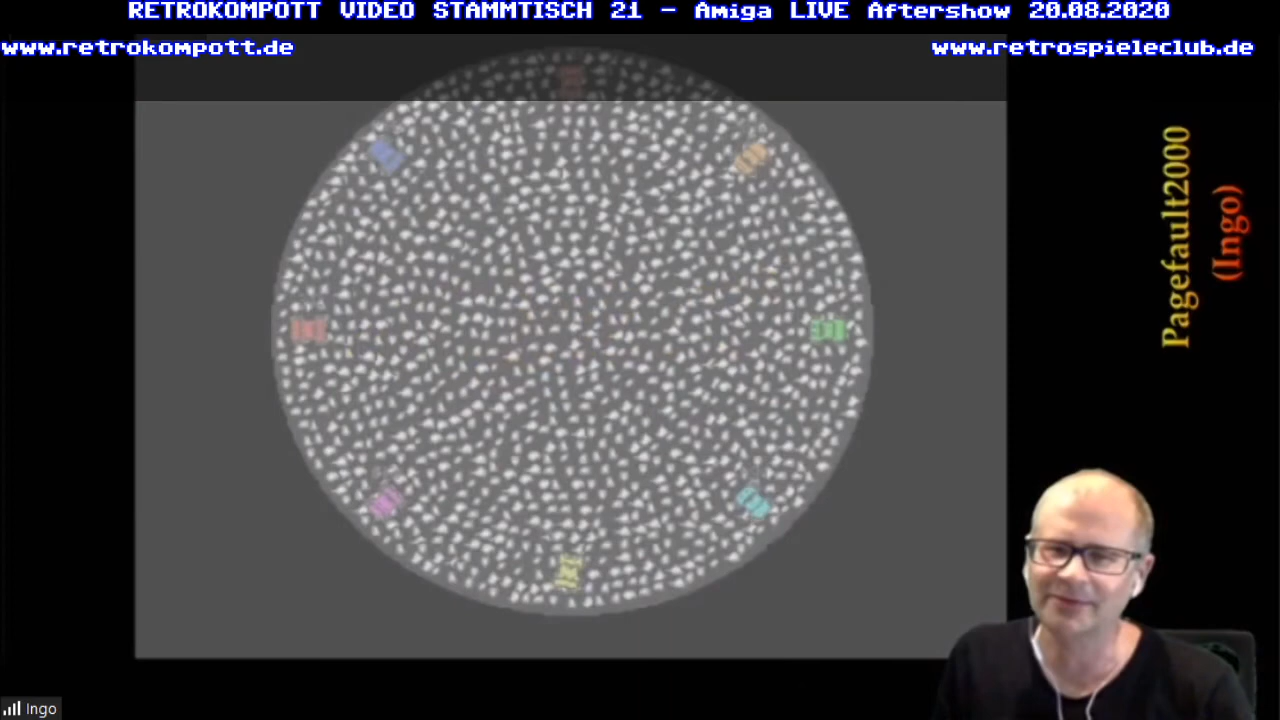 RETROKOMPOTT VIDEO STAMMTISCH 21 - Amiga LIVE Aftershow 20.08.2020
www.retrokompott.de
www.retrospieleclub.de
Pagefault2000
(Ingo)
Ingo